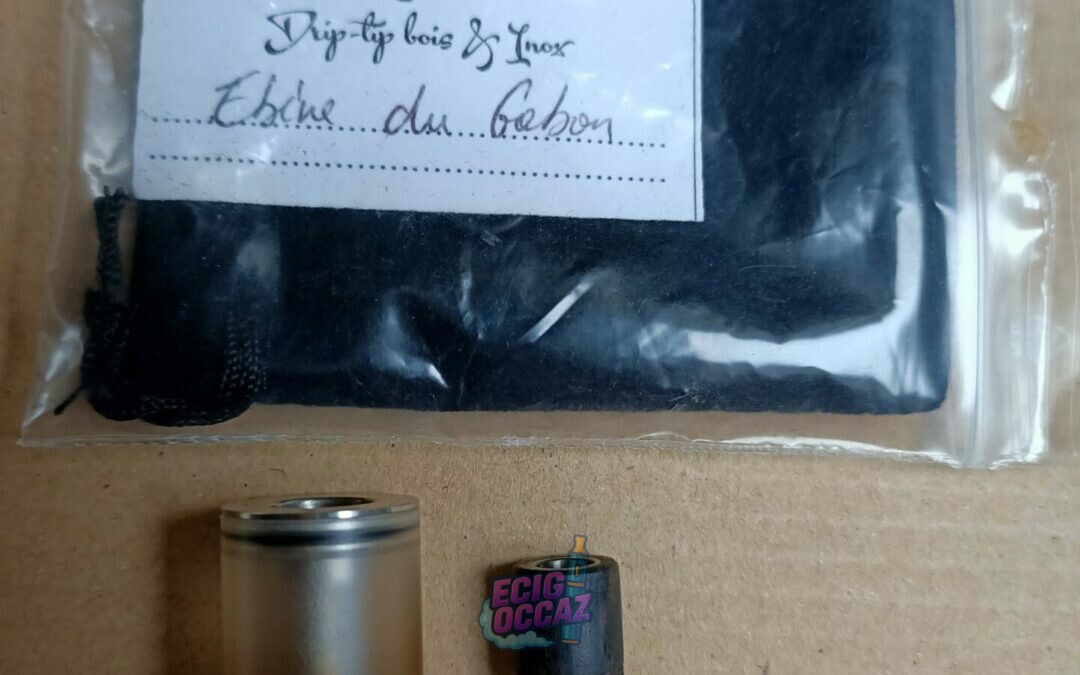 Drip-tip bois & Inox
Ebène du Gabon
ECIG
OCCAZ